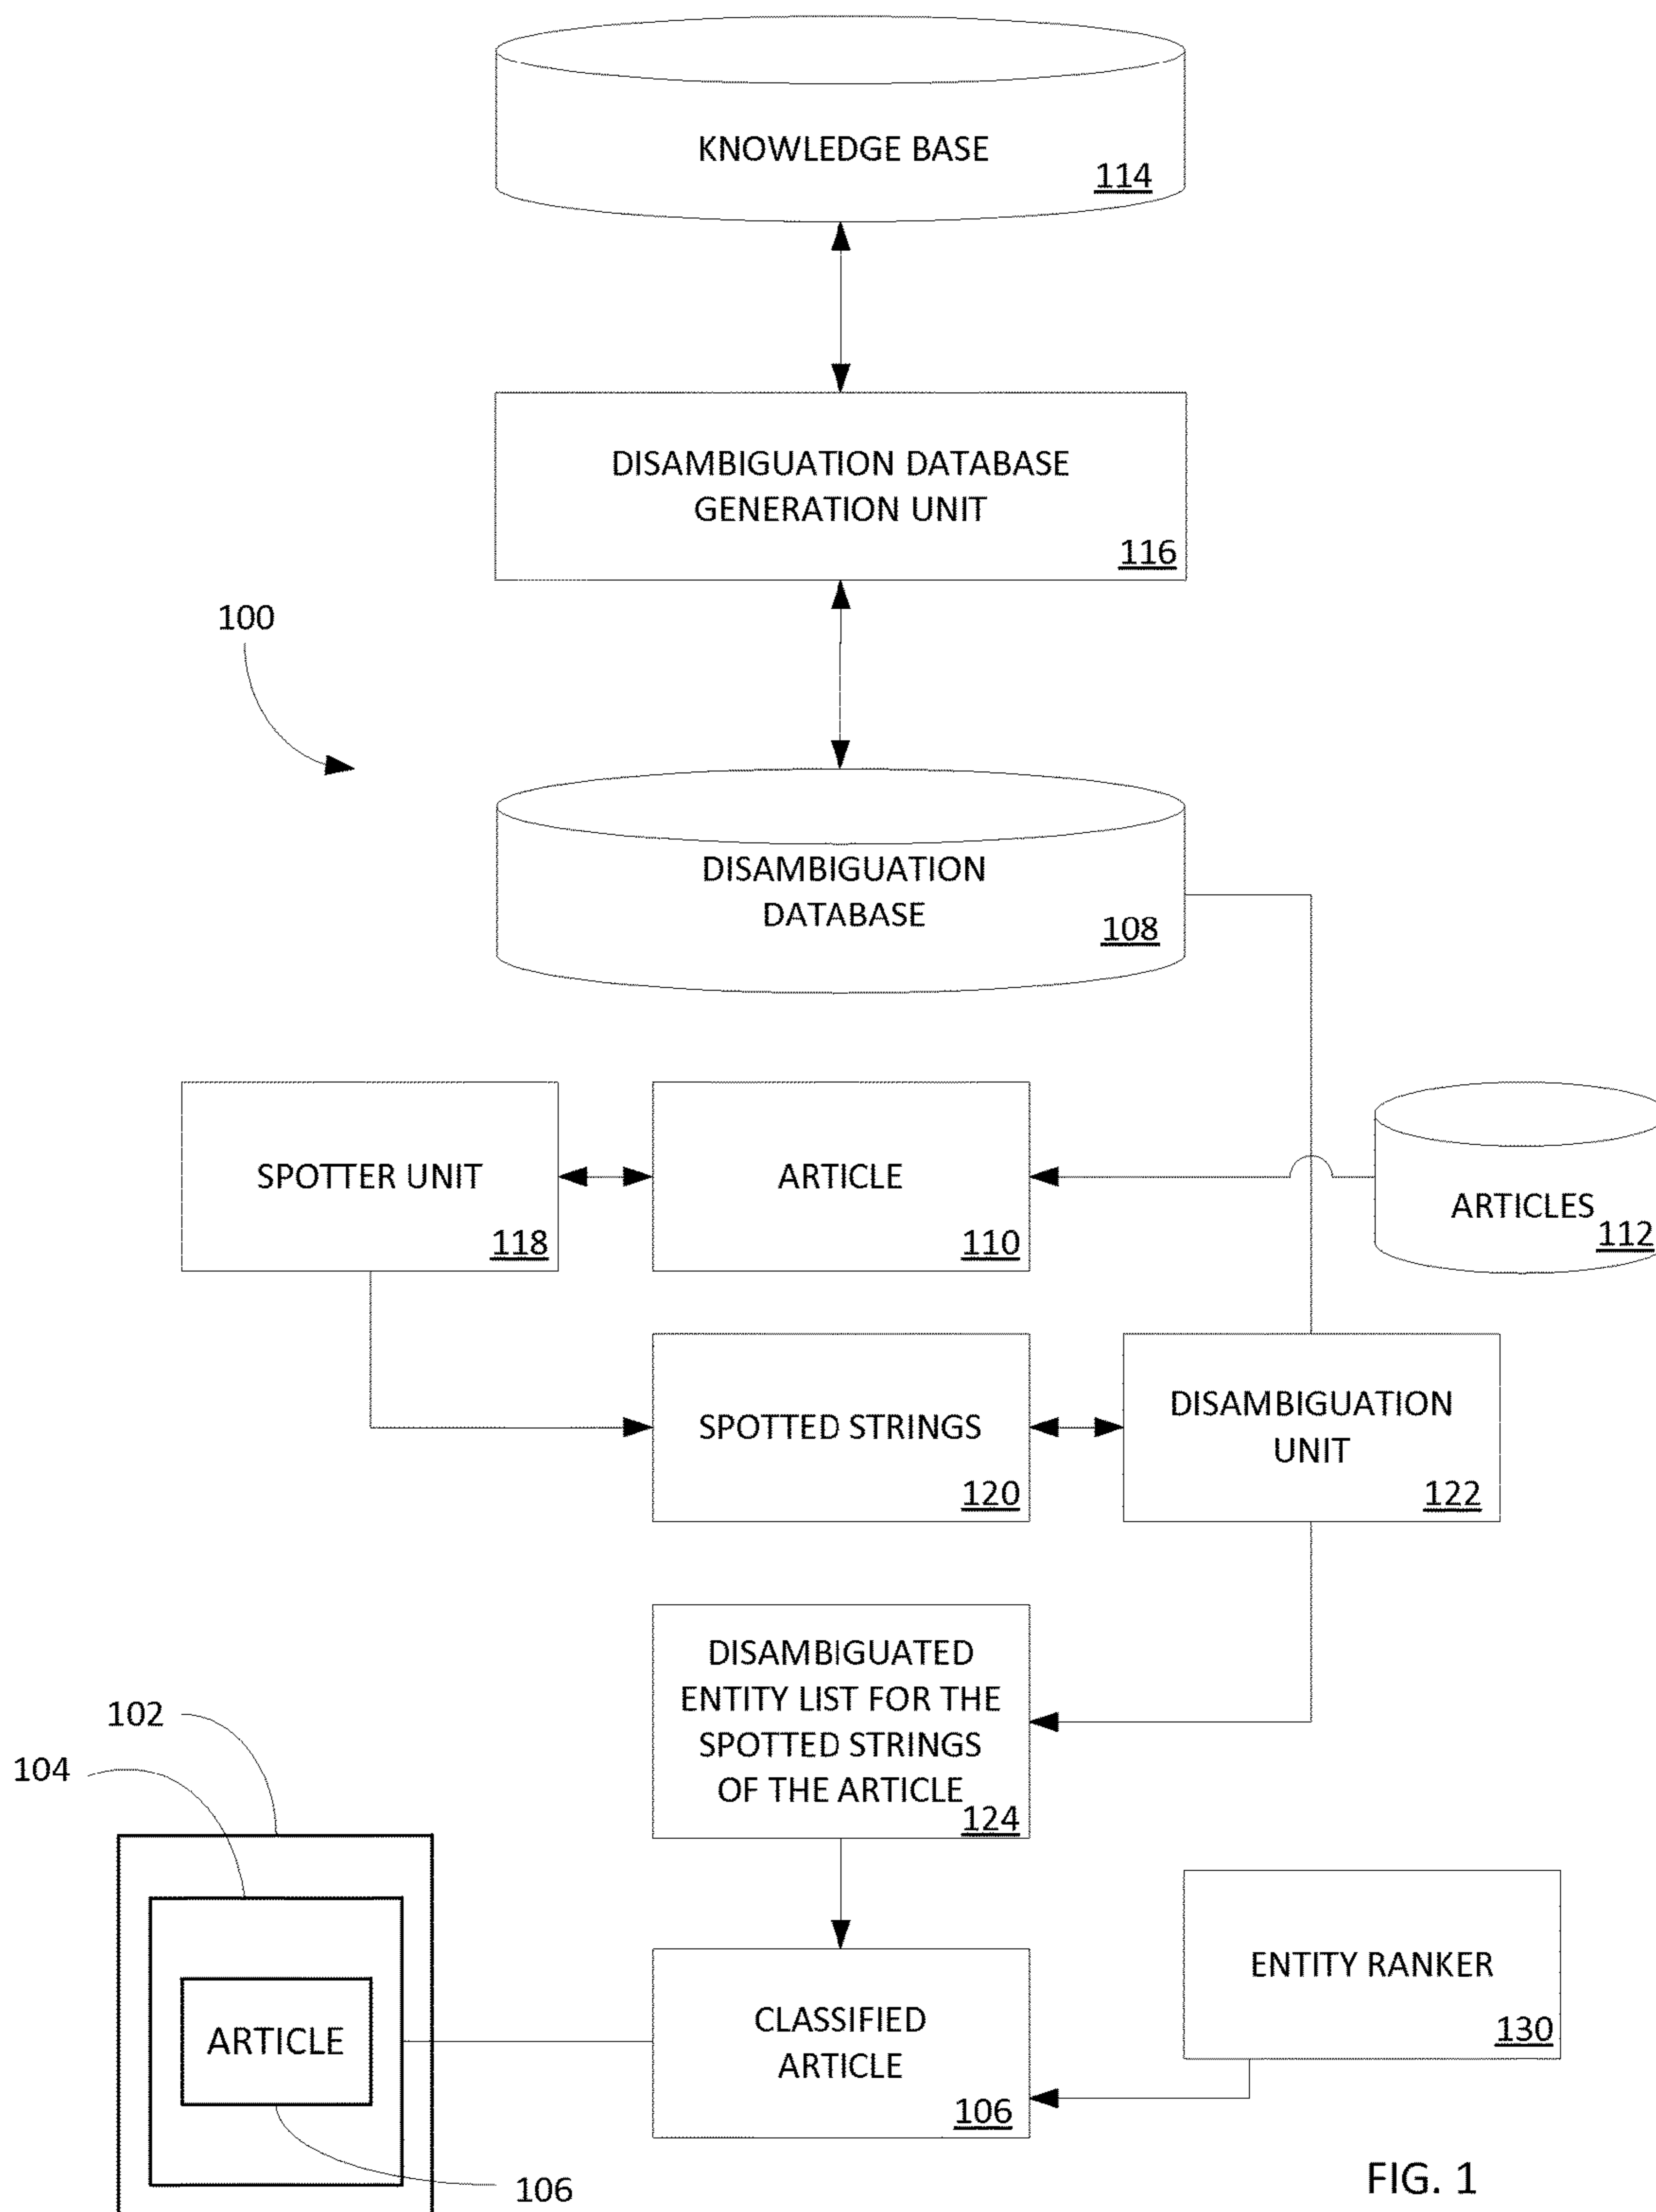 KNOWLEDGE BASE
114
DISAMBIGUATION DATABASE
GENERATION UNIT
116
100
DISAMBIGUATION
DATABASE
108
SPOTTER UNIT
118
ARTICLE
110
ARTICLES
112
SPOTTED STRINGS
120
DISAMBIGUATION
UNIT
122
DISAMBIGUATED
ENTITY LIST FOR THE
SPOTTED STRINGS
OF THE ARTICLE
124
102
104
ARTICLE
106
CLASSIFIED
ARTICLE
106
ENTITY RANKER
130
FIG. 1